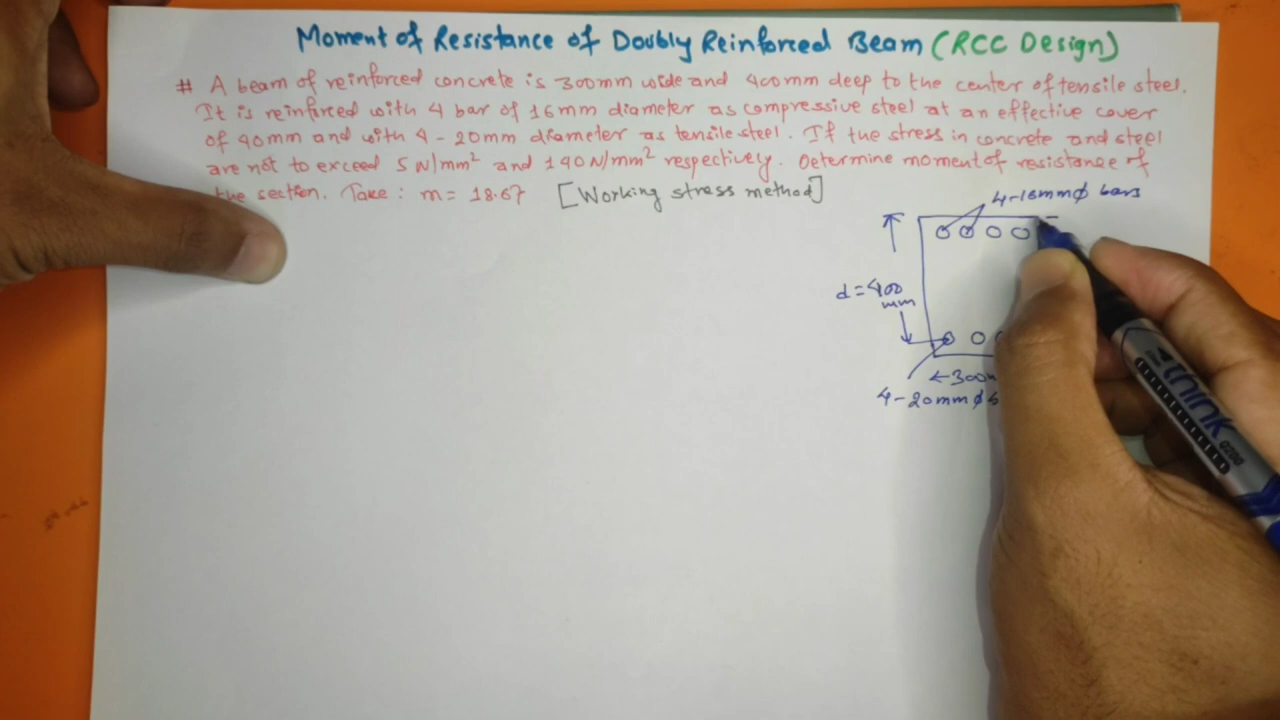 Moment of Resistance of Doubly Reinforced Beam (RCC Design)
# A beam of reinforced concrete is 300mm wide and 400mm deep to the center of tensile steel.
It is reinforced with 4 bar of 16mm diameter as compressive steel at an effective cover
of 40mm and with 4-20mm diameter as tensile steel. If the stress in concrete and steel
are not to exceed 5 N/mm² and 140 N/mm² respectively. Determine moment of resistance of
the section. Take: m= 18.67 [Working stress method]
4-16mmϕ bars
d=400
mm
←300
4-20mmϕ
think